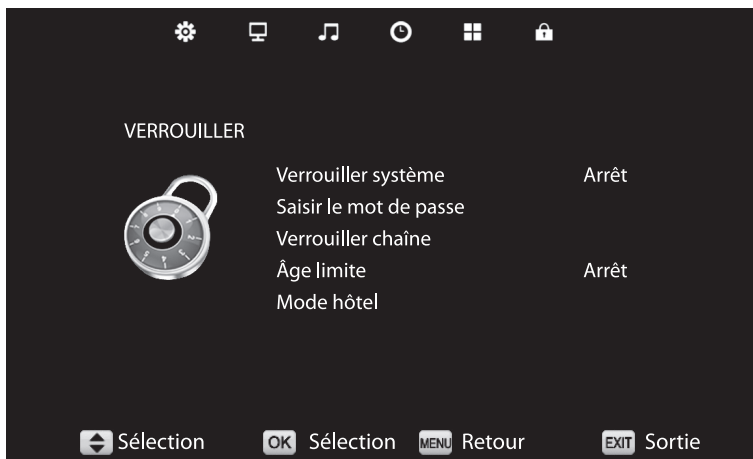 VERROUILLER
Verrouiller système Arrêt
Saisir le mot de passe
Verrouiller chaîne
Âge limite Arrêt
Mode hôtel
Sélection OK Sélection MENU Retour EXIT Sortie